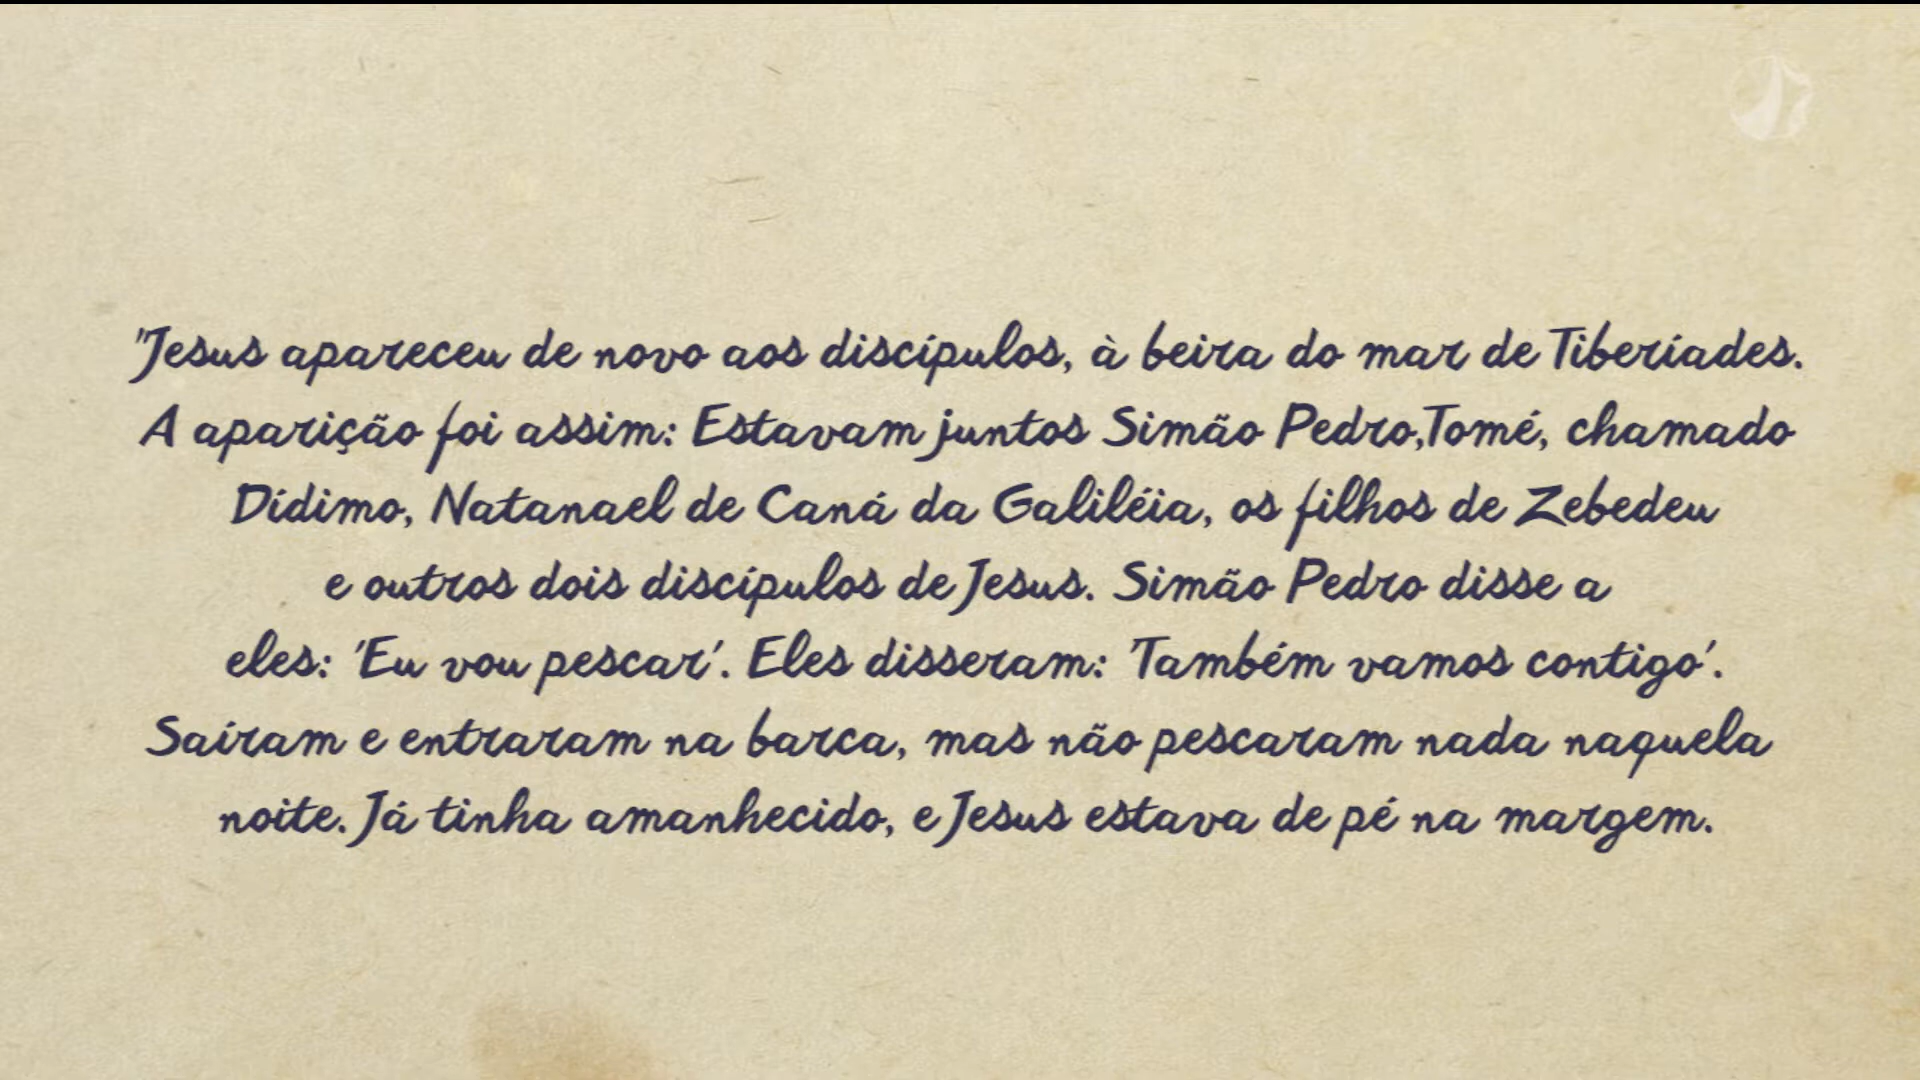 "Jesus apareceu de novo aos discípulos, à beira do mar de Tiberíades.
A aparição foi assim: Estavam juntos Simão Pedro,Tomé, chamado
Dídimo, Natanael de Caná da Galiléia, os filhos de Zebedeu
e outros dois discípulos de Jesus. Simão Pedro disse a
eles: 'Eu vou pescar'. Eles disseram: 'Também vamos contigo'.
Saíram e entraram na barca, mas não pescaram nada naquela
noite. Já tinha amanhecido, e Jesus estava de pé na margem.